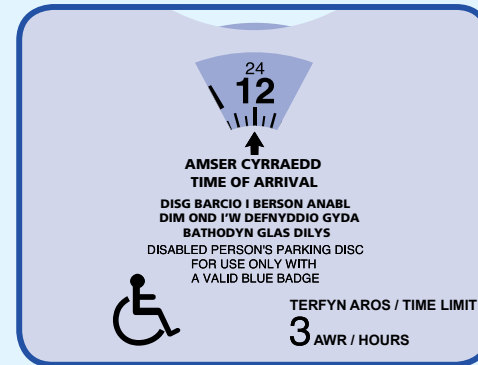 24
12
AMSER CYRRAEDD
TIME OF ARRIVAL
DISG BARCIO I BERSON ANABL
DIM OND I'W DEFNYDDIO GYDA
BATHODYN GLAS DILYS
DISABLED PERSON'S PARKING DISC
FOR USE ONLY WITH
A VALID BLUE BADGE
TERFYN AROS / TIME LIMIT
3 AWR / HOURS